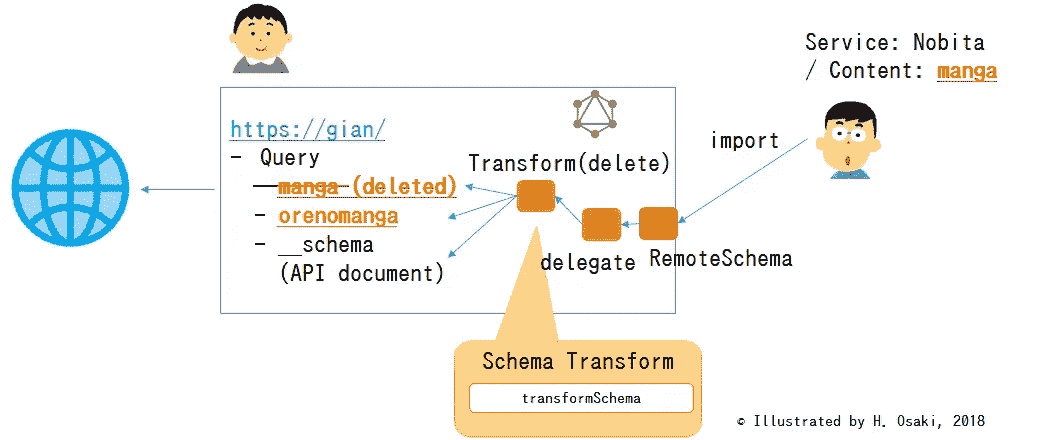 Service: Nobita
/ Content: manga
https://gian/
- Query
- manga (deleted)
- orenomanga
- __schema
(API document)
Transform(delete)
import
delegate
RemoteSchema
Schema Transform
transformSchema
© Illustrated by H. Osaki, 2018